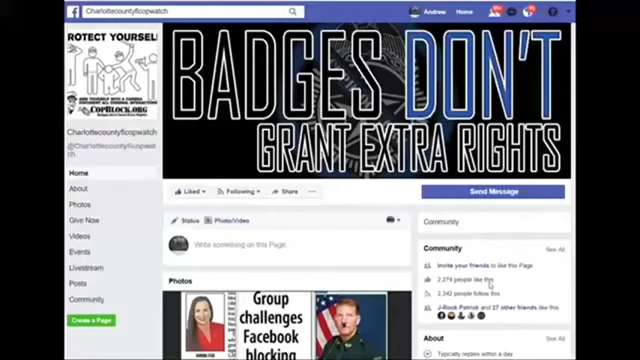 Charlottecountyflcopwatch
Andrew Home
ROTECT YOURSELF
COPBLOCK.ORG
BADGES DON'T
GRANT EXTRA RIGHTS
Charlottecountyflcopwatch
@Charlottecountyflcopwat
ch
Liked Following Share ...
Send Message
Home
About
Photos
Give Now
Videos
Events
Livestream
Posts
Community
Create a Page
Status Photo/Video
Write something on this Page.
Photos
Group
challenges
Facebook
blocking
Community
Community See All
Invite your friends to like this Page
2,274 people like this
2,342 people follow this
J-Rock Patrick and 27 other friends like this
About See All
Typically replies within a day